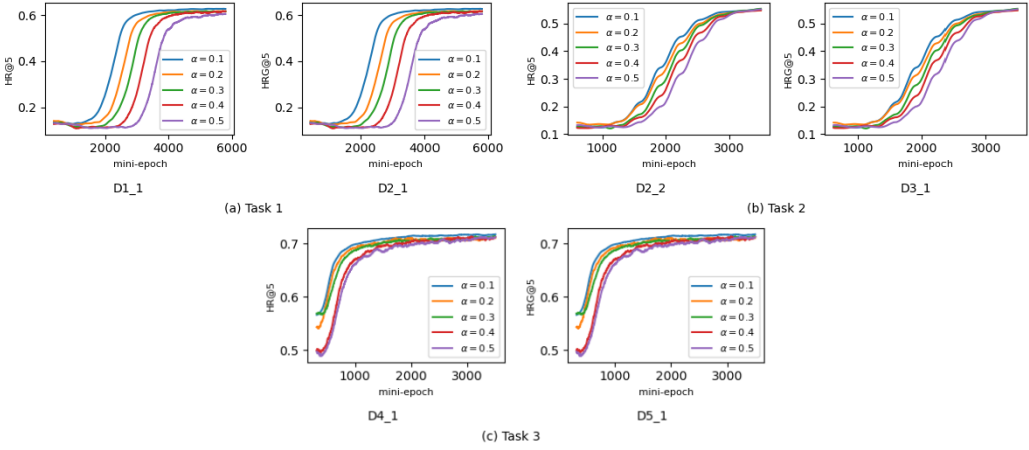 HR@5
0.6
0.4
0.2
α = 0.1
α = 0.2
α = 0.3
α = 0.4
α = 0.5
2000 4000 6000
mini-epoch
D1_1
HRG@5
0.6
0.4
0.2
α = 0.1
α = 0.2
α = 0.3
α = 0.4
α = 0.5
2000 4000 6000
mini-epoch
D2_1
(a) Task 1
HR@5
0.5
0.4
0.3
0.2
0.1
α = 0.1
α = 0.2
α = 0.3
α = 0.4
α = 0.5
1000 2000 3000
mini-epoch
D2_2
HRG@5
0.5
0.4
0.3
0.2
0.1
α = 0.1
α = 0.2
α = 0.3
α = 0.4
α = 0.5
1000 2000 3000
mini-epoch
D3_1
(b) Task 2
HR@5
0.7
0.6
0.5
α = 0.1
α = 0.2
α = 0.3
α = 0.4
α = 0.5
1000 2000 3000
mini-epoch
D4_1
HRG@5
0.7
0.6
0.5
α = 0.1
α = 0.2
α = 0.3
α = 0.4
α = 0.5
1000 2000 3000
mini-epoch
D5_1
(c) Task 3